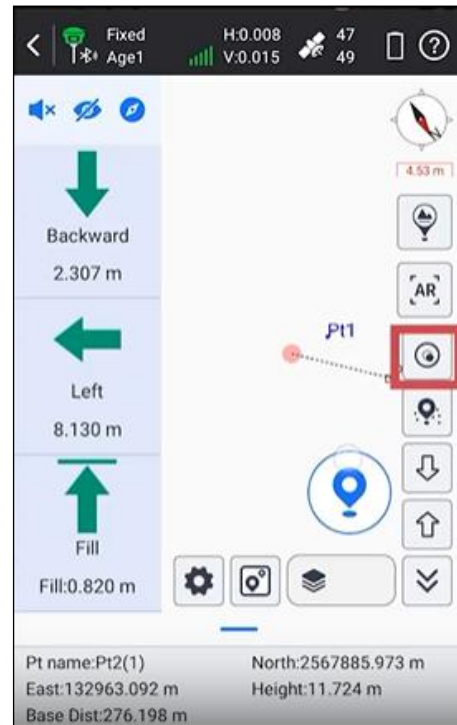 Fixed
Age1
H:0.008
V:0.015
47
49
?
N
4.53 m
Backward
2.307 m
AR
Pt1
Left
8.130 m
Fill
Fill:0.820 m
Pt name:Pt2(1)
North:2567885.973 m
East:132963.092 m
Height:11.724 m
Base Dist:276.198 m